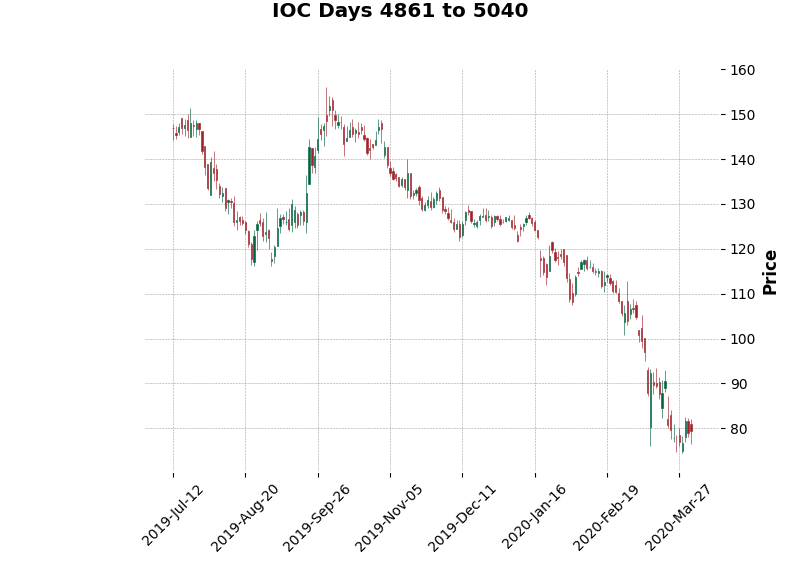 IOC Days 4861 to 5040
160
150
140
130
120
110
100
90
80
Price
2019-Jul-12
2019-Aug-20
2019-Sep-26
2019-Nov-05
2019-Dec-11
2020-Jan-16
2020-Feb-19
2020-Mar-27